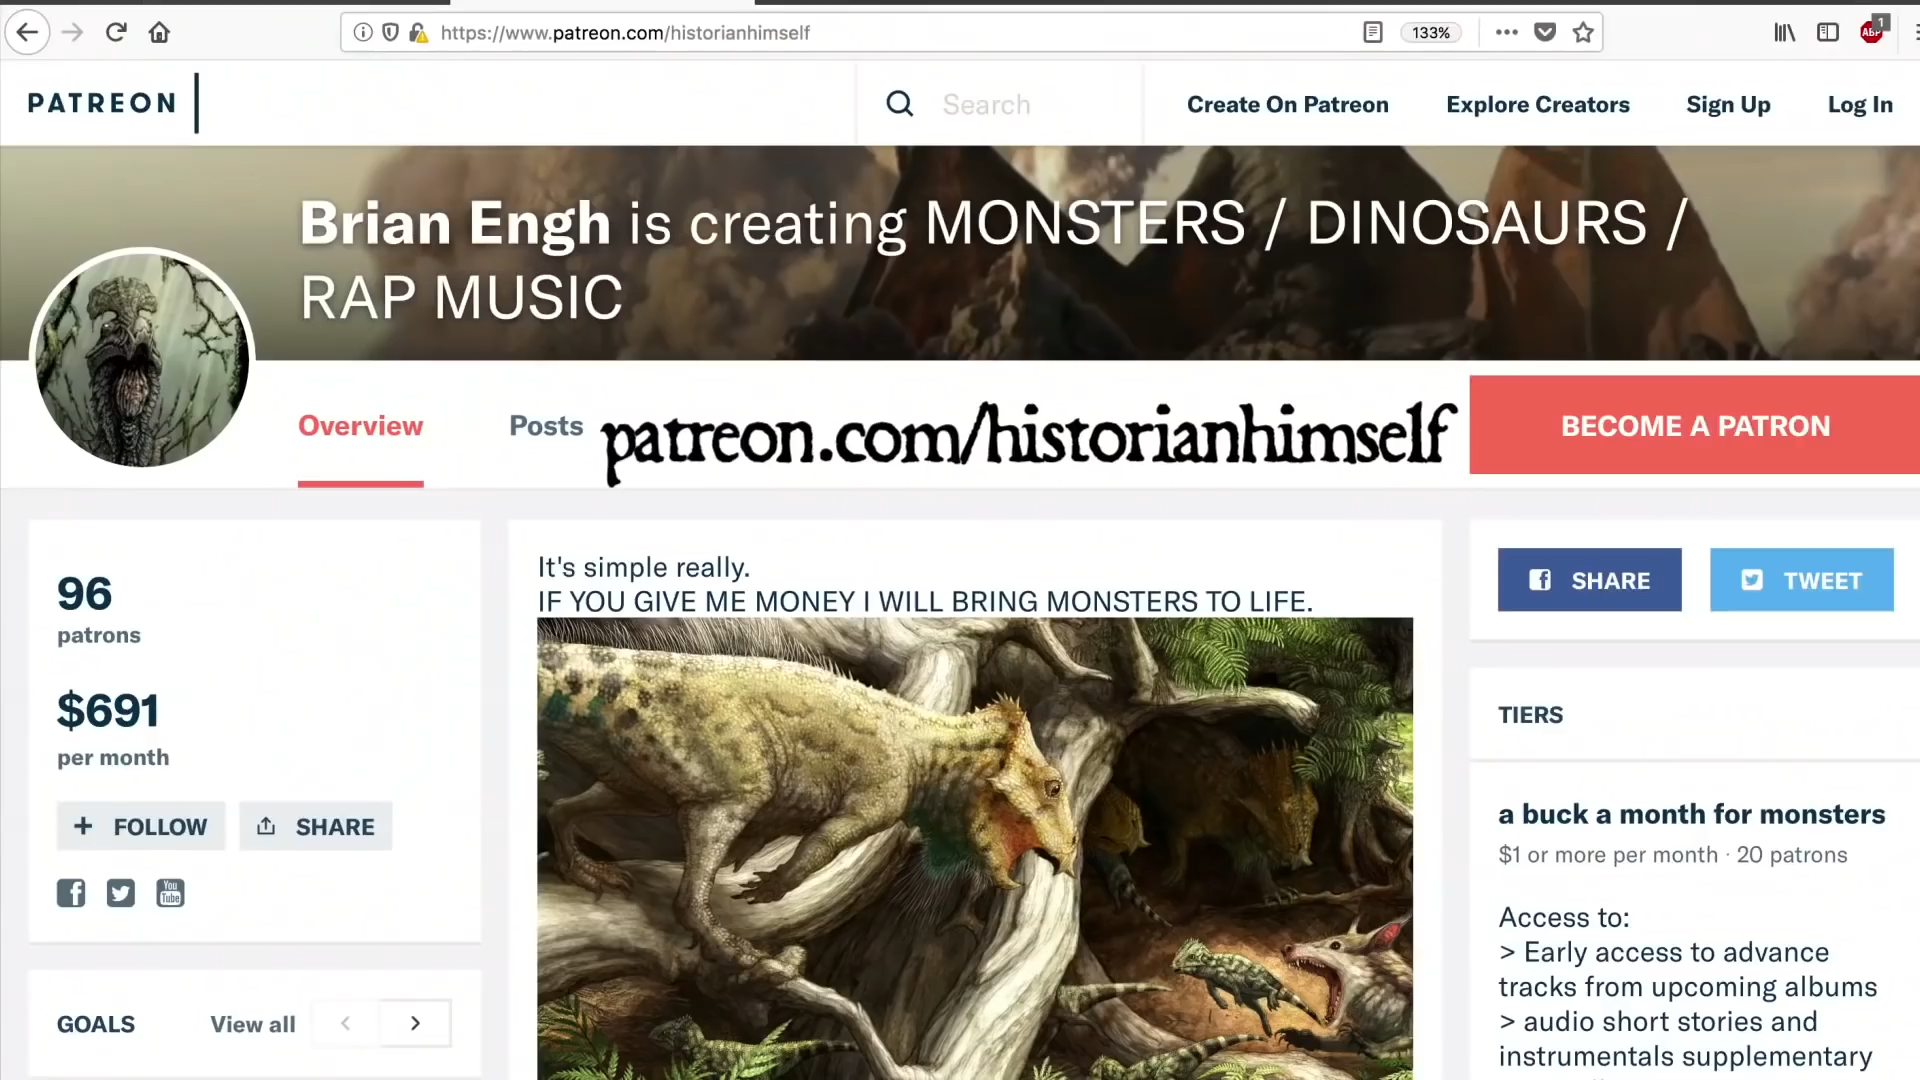 https://www.patreon.com/historianhimself
133%
ABP
1
PATREON
Search
Create On Patreon
Explore Creators
Sign Up
Log In
Brian Engh is creating MONSTERS / DINOSAURS /
RAP MUSIC
Overview
Posts
patreon.com/historianhimself
BECOME A PATRON
96
patrons
$691
per month
+ FOLLOW
SHARE
You
Tube
GOALS
View all
It's simple really.
IF YOU GIVE ME MONEY I WILL BRING MONSTERS TO LIFE.
SHARE
TWEET
TIERS
a buck a month for monsters
$1 or more per month · 20 patrons
Access to:
> Early access to advance
tracks from upcoming albums
> audio short stories and
instrumentals supplementary